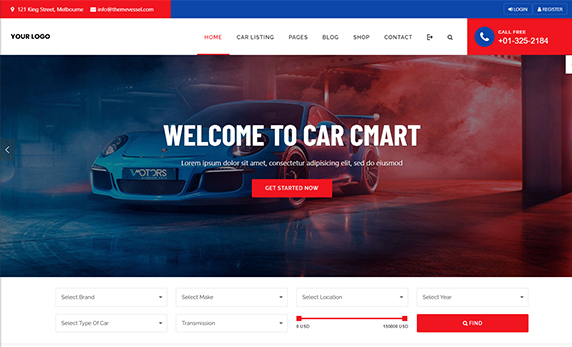 121 King Street, Melbourne info@themevessel.com LOGIN REGISTER
YOUR LOGO
HOME CAR LISTING PAGES BLOG SHOP CONTACT
CALL FREE
+01-325-2184
WELCOME TO CAR CMART
Lorem ipsum dolor sit amet, consectetur adipisicing elit, sed do eiusmod
GET STARTED NOW
MOTORS
Select Brand Select Make Select Location Select Year
Select Type Of Car Transmission
0 USD 150000 USD
FIND